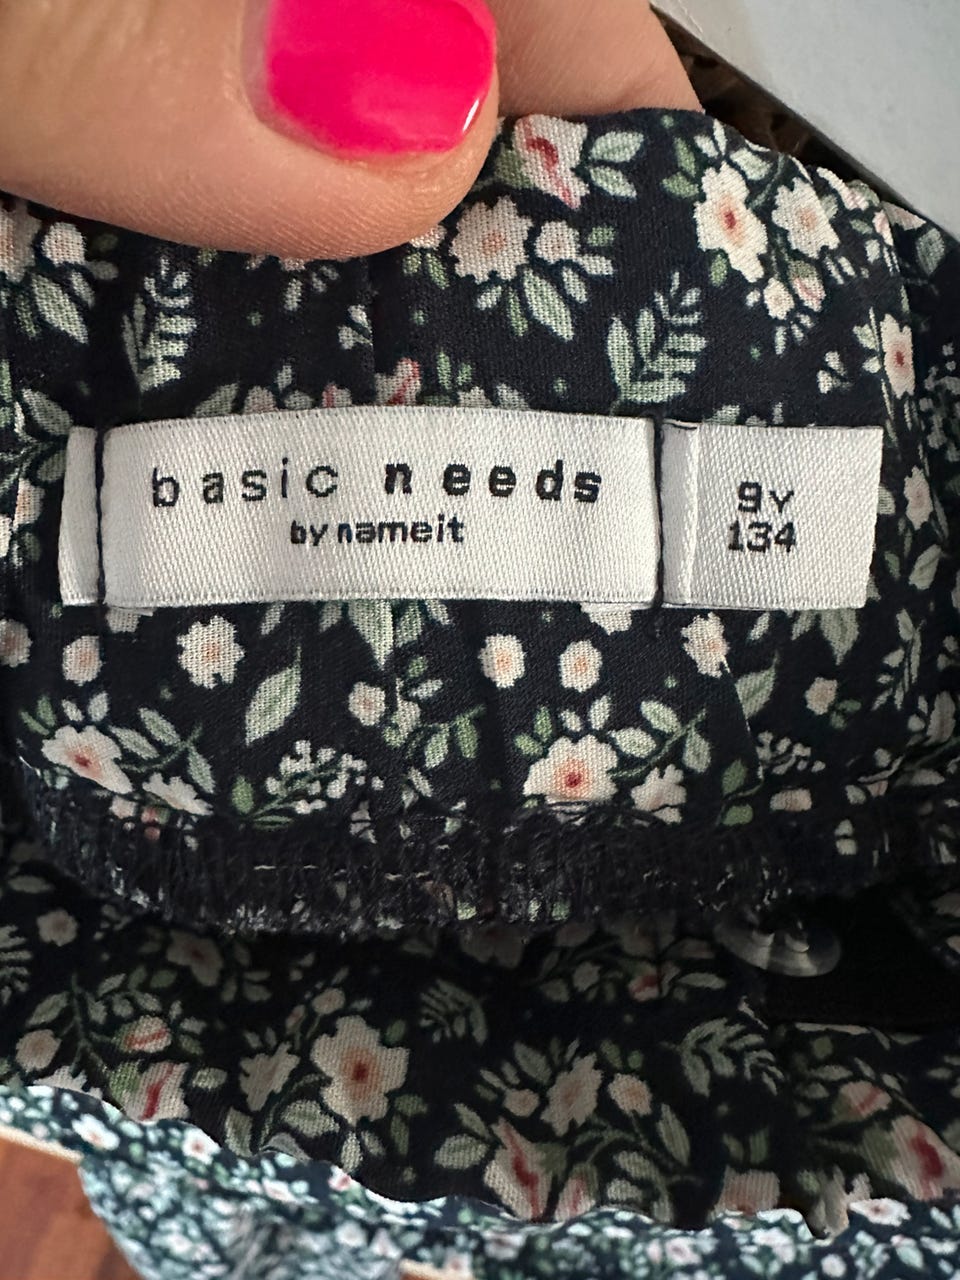 basic needs
by nameit
9Y
134